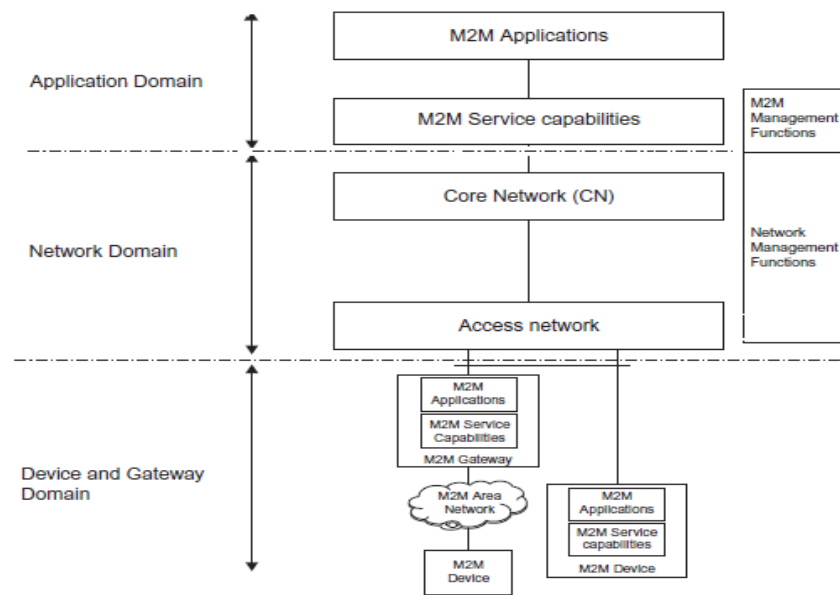 M2M Applications
Application Domain
M2M Service capabilities
M2M
Management
Functions
Core Network (CN)
Network Domain
Network
Management
Functions
Access network
Device and Gateway
Domain
M2M
Applications
M2M Service
Capabilities
M2M Gateway
M2M Area
Network
M2M
Device
M2M
Applications
M2M Service
capabilities
M2M Device